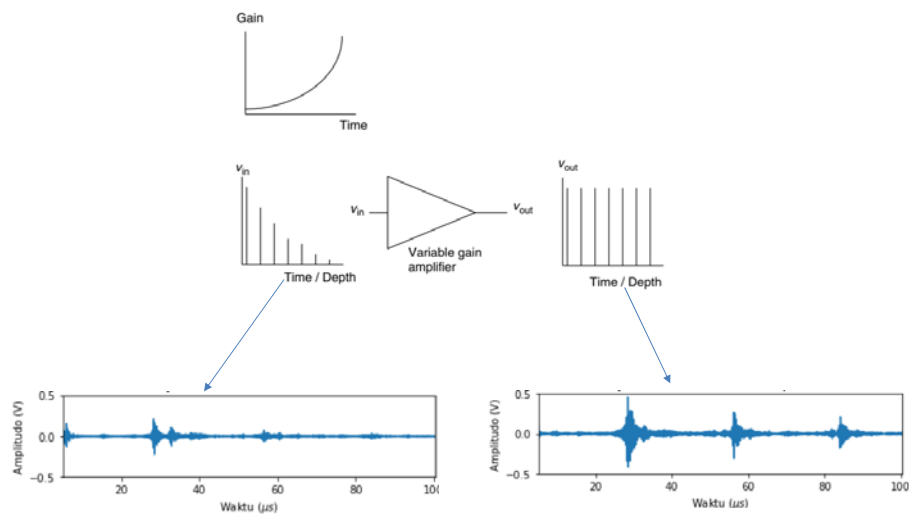 Gain
Time
v_in
v_out
v_in
v_out
Variable gain
amplifier
Time / Depth
Time / Depth
0.5
0.0
−0.5
Amplitudo (V)
20
40
60
80
100
Waktu (μs)
0.5
0.0
−0.5
Amplitudo (V)
20
40
60
80
100
Waktu (μs)